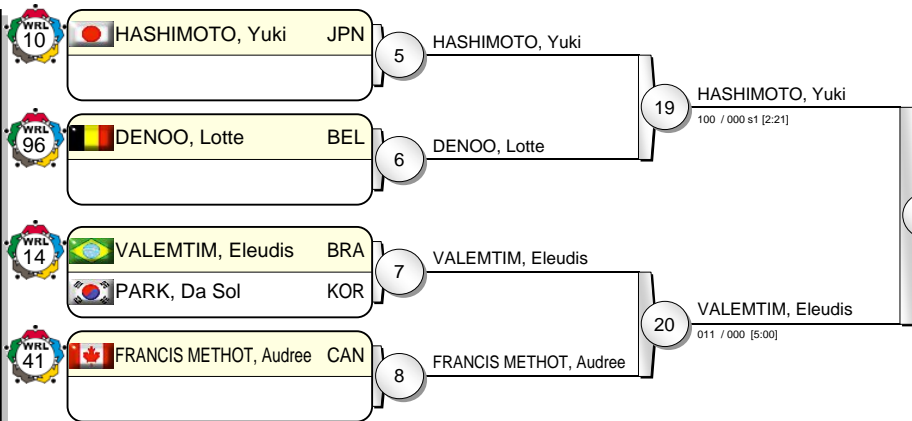 WRL
10
HASHIMOTO, Yuki JPN
5
HASHIMOTO, Yuki
19
HASHIMOTO, Yuki
100 / 000 s1 [2:21]
WRL
96
DENOO, Lotte BEL
6
DENOO, Lotte
WRL
14
VALEMTIM, Eleudis BRA
PARK, Da Sol KOR
7
VALEMTIM, Eleudis
20
VALEMTIM, Eleudis
011 / 000 [5:00]
WRL
41
FRANCIS METHOT, Audree CAN
8
FRANCIS METHOT, Audree